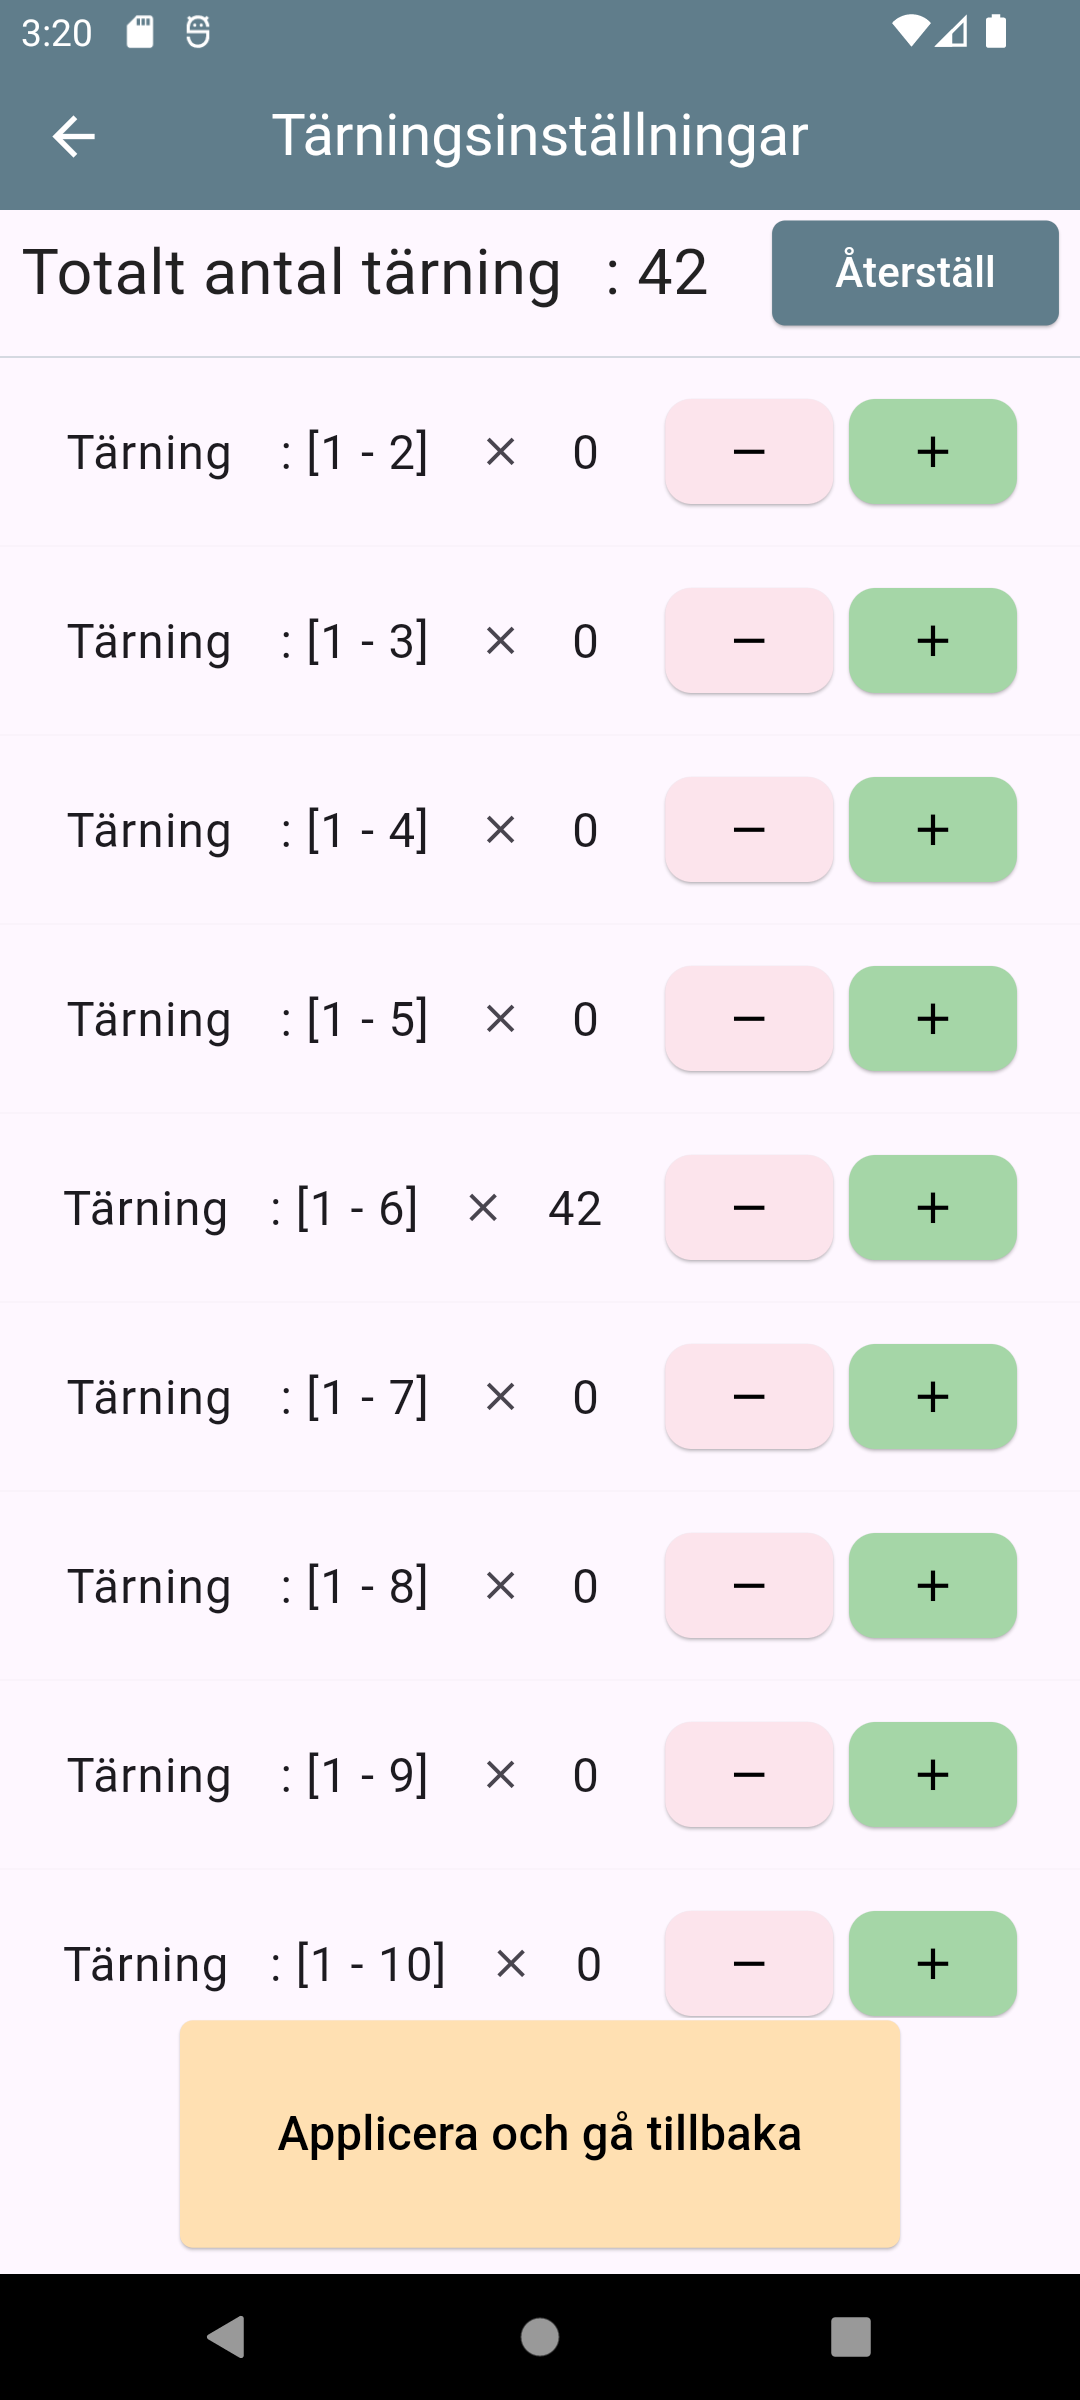 3:20
Tärningsinställningar
Totalt antal tärning : 42 Återställ
Tärning : [1 - 2] × 0 − +
Tärning : [1 - 3] × 0 − +
Tärning : [1 - 4] × 0 − +
Tärning : [1 - 5] × 0 − +
Tärning : [1 - 6] × 42 − +
Tärning : [1 - 7] × 0 − +
Tärning : [1 - 8] × 0 − +
Tärning : [1 - 9] × 0 − +
Tärning : [1 - 10] × 0 − +
Applicera och gå tillbaka